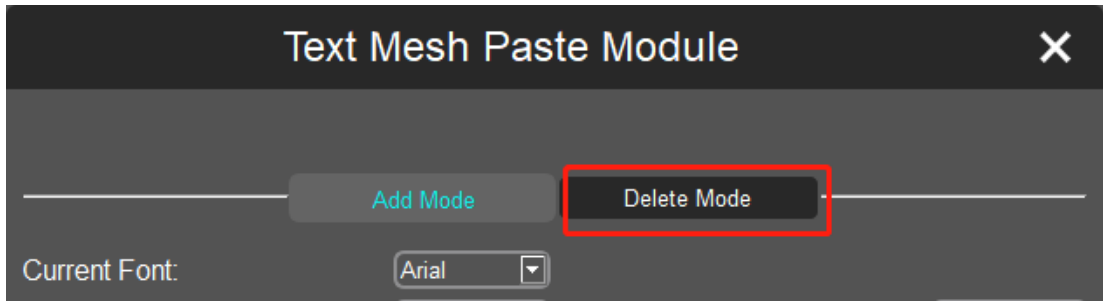 Text Mesh Paste Module
Add Mode Delete Mode
Current Font: Arial